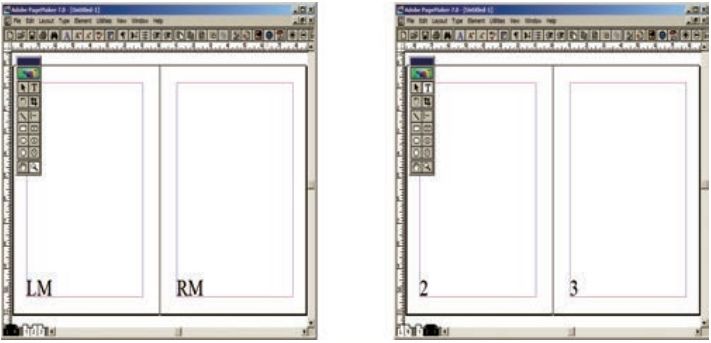 Adobe PageMaker 7.0 - [Untitled-1]
File Edit Layout Type Element Utilities View Window Help
T
LM RM
Adobe PageMaker 7.0 - [Untitled-1]
File Edit Layout Type Element Utilities View Window Help
T
2 3